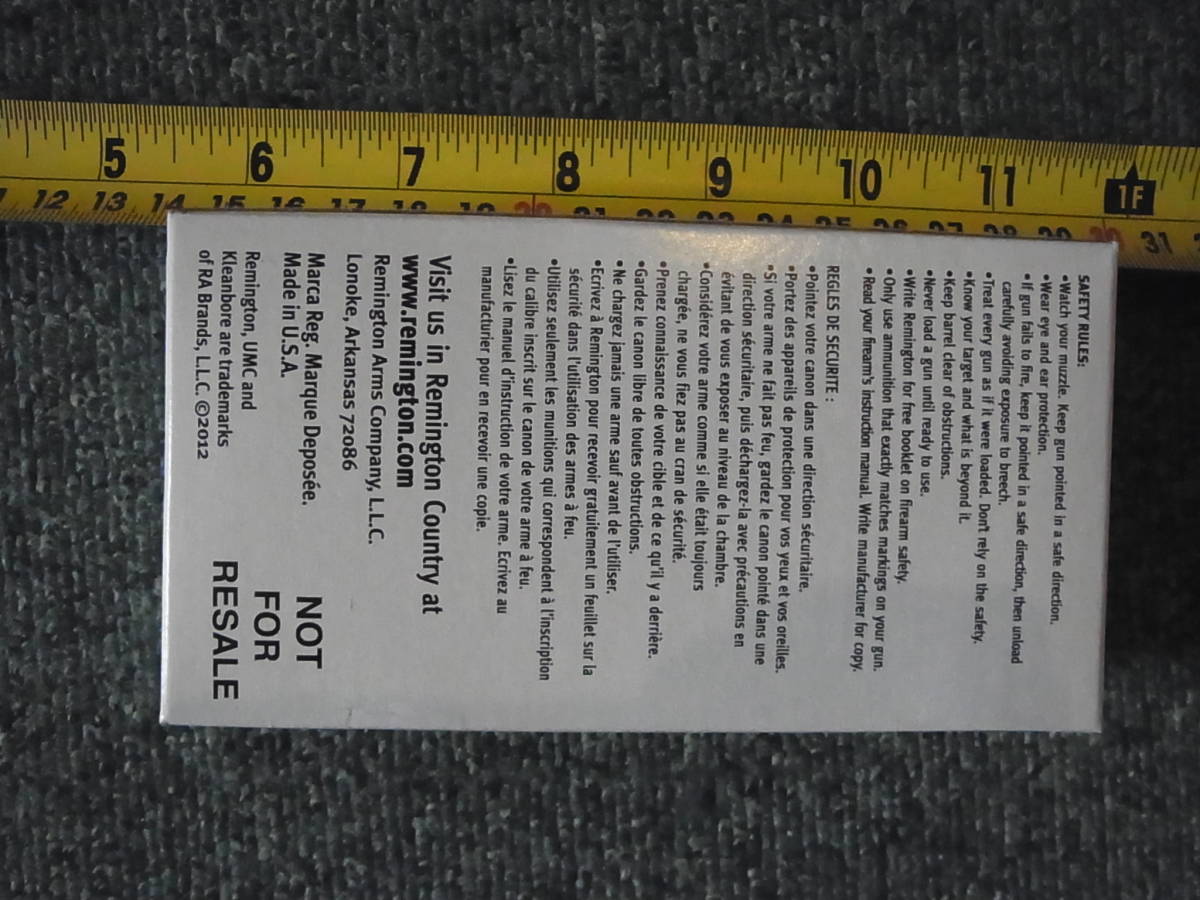 5 6 7 8 9 10 11 1F
12 13 14 15 16 17 18 19 20 21 22 23 24 25 26 27 28 29 30 31
SAFETY RULES:
•Watch your muzzle. Keep gun pointed in a safe direction.
•Wear eye and ear protection.
•If gun fails to fire, keep it pointed in a safe direction, then unload
carefully avoiding exposure to breech.
•Treat every gun as if it were loaded. Don't rely on the safety.
•Know your target and what is beyond it.
•Keep barrel clear of obstructions.
•Never load a gun until ready to use.
•Write Remington for free booklet on firearm safety.
•Only use ammunition that exactly matches markings on your gun.
•Read your firearm's instruction manual. Write manufacturer for copy.
REGLES DE SECURITE :
•Pointez votre canon dans une direction sécuritaire.
•Portez des appareils de protection pour vos yeux et vos oreilles.
•Si votre arme ne fait pas feu, gardez le canon pointé dans une
direction sécuritaire, puis déchargez-la avec précautions en
évitant de vous exposer au niveau de la chambre.
•Considérez votre arme comme si elle était toujours
chargée, ne vous fiez pas au cran de sécurité.
•Prenez connaissance de votre cible et de ce qu'il y a derrière.
•Gardez le canon libre de toutes obstructions.
•Ne chargez jamais une arme sauf avant de l'utiliser.
•Ecrivez à Remington pour recevoir gratuitement un feuillet sur la
sécurité dans l'utilisation des armes à feu.
•Utilisez seulement les munitions qui correspondent à l'inscription
du calibre inscrit sur le canon de votre arme à feu.
•Lisez le manuel d'instruction de votre arme. Ecrivez au
manufacturier pour en recevoir une copie.
Visit us in Remington Country at
www.remington.com
Remington Arms Company, L.L.C.
Lonoke, Arkansas 72086
Marca Reg. Marque Deposée.
Made in U.S.A.
Remington, UMC and
Kleanbore are trademarks
of RA Brands, L.L.C. ©2012
NOT
FOR
RESALE